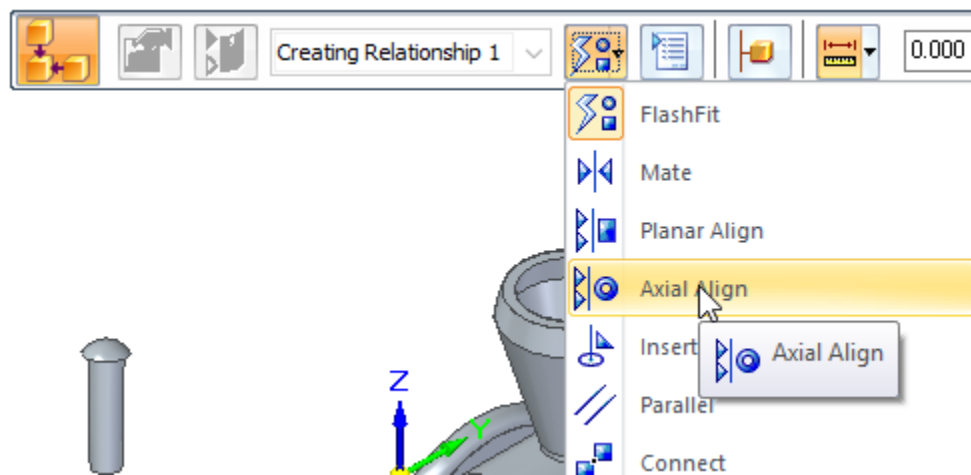 Creating Relationship 1
0.000
FlashFit
Mate
Planar Align
Axial Align
Insert
Axial Align
Parallel
Connect
Z
Y